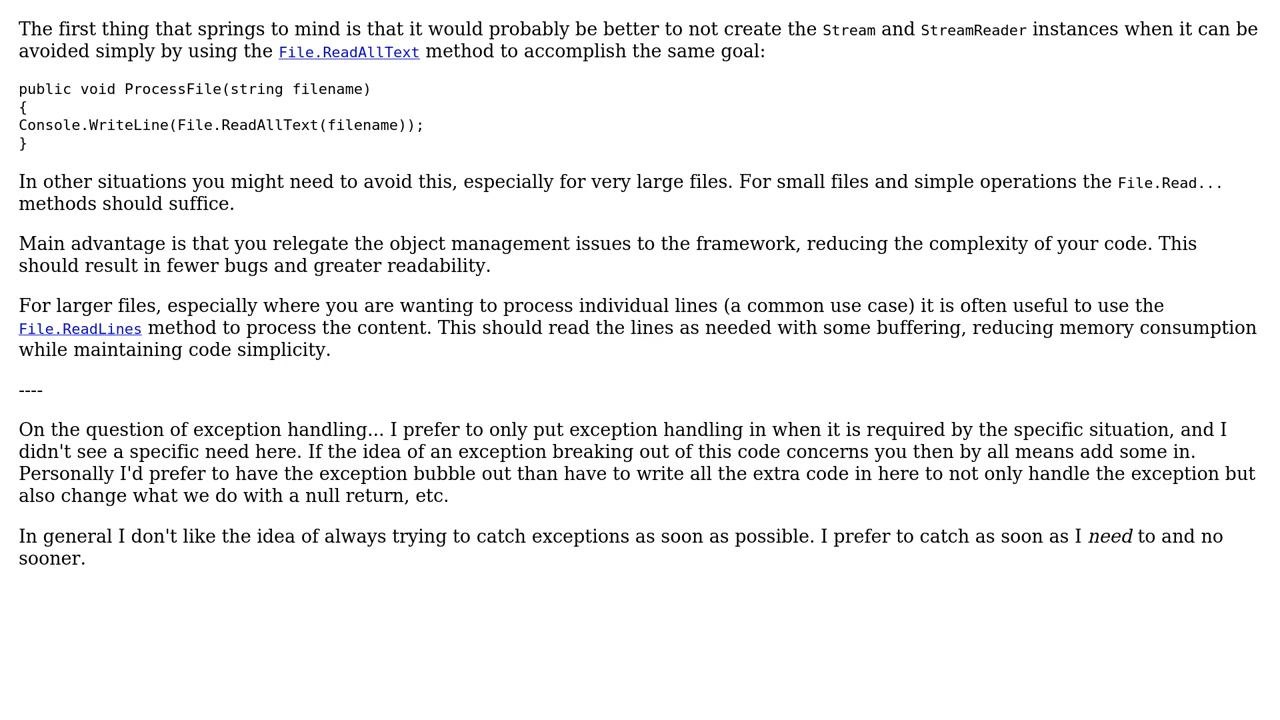 The first thing that springs to mind is that it would probably be better to not create the Stream and StreamReader instances when it can be
avoided simply by using the File.ReadAllText method to accomplish the same goal:
public void ProcessFile(string filename)
{
Console.WriteLine(File.ReadAllText(filename));
}
In other situations you might need to avoid this, especially for very large files. For small files and simple operations the File.Read...
methods should suffice.
Main advantage is that you relegate the object management issues to the framework, reducing the complexity of your code. This
should result in fewer bugs and greater readability.
For larger files, especially where you are wanting to process individual lines (a common use case) it is often useful to use the
File.ReadLines method to process the content. This should read the lines as needed with some buffering, reducing memory consumption
while maintaining code simplicity.
----
On the question of exception handling... I prefer to only put exception handling in when it is required by the specific situation, and I
didn't see a specific need here. If the idea of an exception breaking out of this code concerns you then by all means add some in.
Personally I'd prefer to have the exception bubble out than have to write all the extra code in here to not only handle the exception but
also change what we do with a null return, etc.
In general I don't like the idea of always trying to catch exceptions as soon as possible. I prefer to catch as soon as I need to and no
sooner.